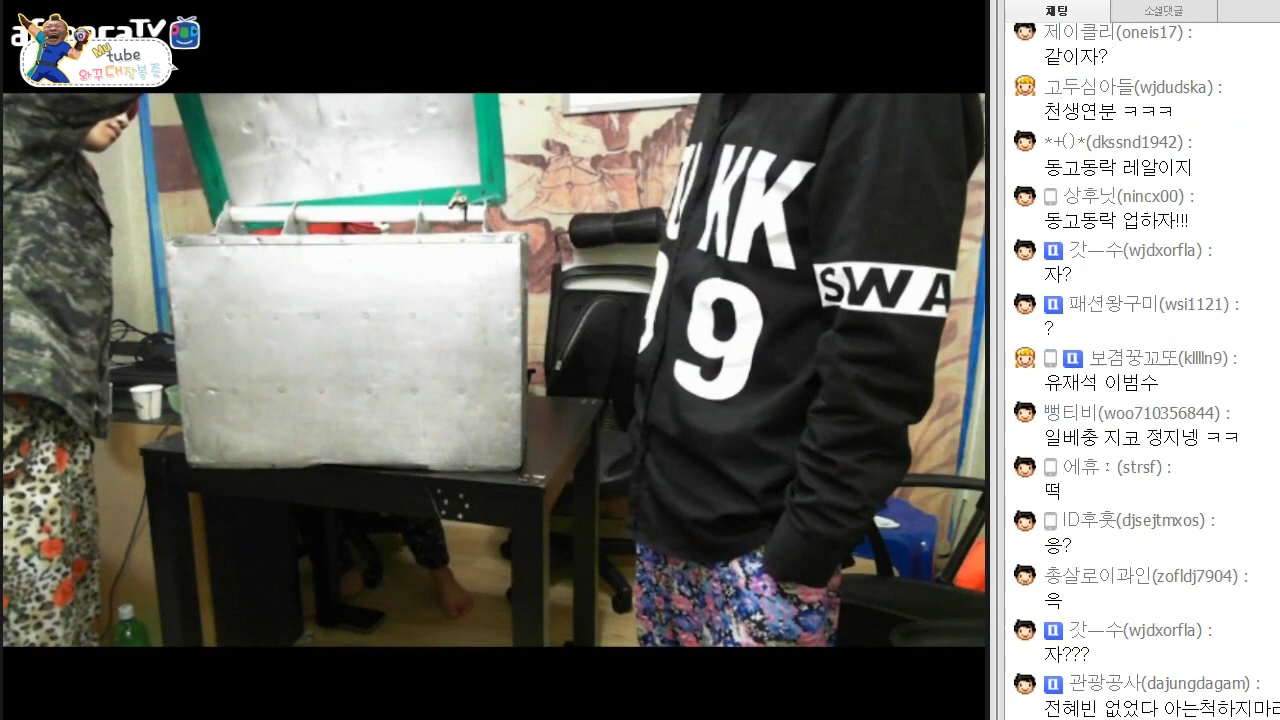 afreecaTV
My
tube
와꾸대장봉준
KK
99
SWA
채팅
소셜댓글
제이클리(oneis17) :
같이자?
고두심아들(wjdudska) :
천생연분 ㅋㅋㅋ
*+()*(dkssnd1942) :
동고동락 레알이지
상후닛(nincx00) :
동고동락 업하자!!!
갓ㅡ수(wjdxorfla) :
자?
패션왕구미(wsi1121) :
?
보겸꿍꼬또(klllln9) :
유재석 이범수
뻥티비(woo710356844) :
일베충 지코 정지넹 ㅋㅋ
에휴 : (strsf) :
떡
ID후훗(djsejtmxos) :
응?
총살로이과인(zofldj7904) :
윽
갓ㅡ수(wjdxorfla) :
자???
관광공사(dajungdagam) :
전혜빈 없었다 아는척하지마라